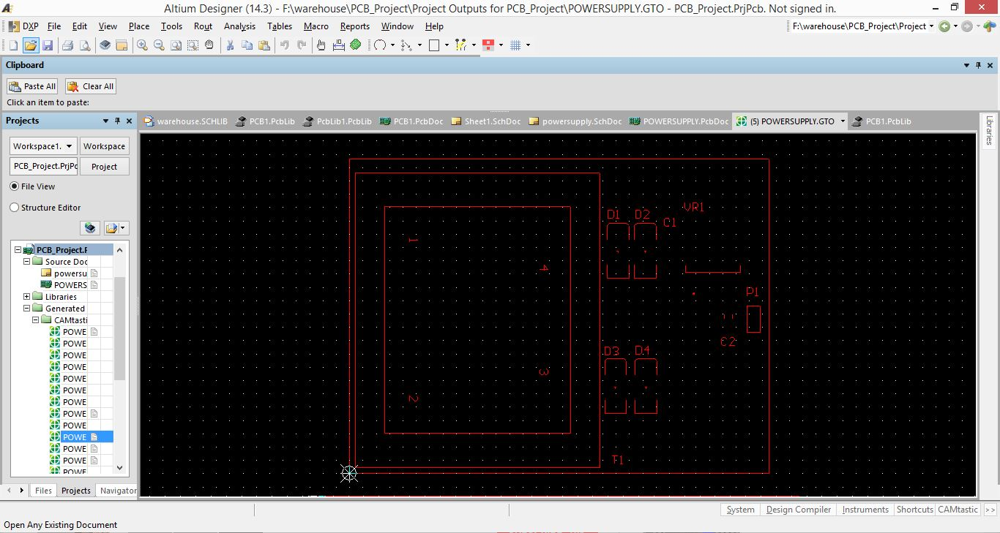 Altium Designer (14.3) - F:\warehouse\PCB_Project\Project Outputs for PCB_Project\POWERSUPPLY.GTO - PCB_Project.PrjPcb. Not signed in.
DXP File Edit View Place Tools Rout Analysis Tables Macro Reports Window Help F:\warehouse\PCB_Project\Project
Clipboard
Paste All Clear All
Click an item to paste:
Projects
warehouse.SCHLIB PCB1.PcbLib PcbLib1.PcbLib PCB1.PcbDoc Sheet1.SchDoc powersupply.SchDoc POWERSUPPLY.PcbDoc (5) POWERSUPPLY.GTO PCB1.PcbLib
Libraries
Workspace1. Workspace
PCB_Project.PrjPc Project
File View
Structure Editor
PCB_Project.P
Source Doc
powersu
POWERS
Libraries
Generated
CAMtasti
POWE
POWE
POWE
POWE
POWE
POWE
POWE
POWE
POWE
POWE
POWE
POWE
POWE
VR1
D1 D2 C1
1
4
P1
C2
D3 D4
3
2
T1
Files Projects Navigator
System Design Compiler Instruments Shortcuts CAMtastic >>
Open Any Existing Document